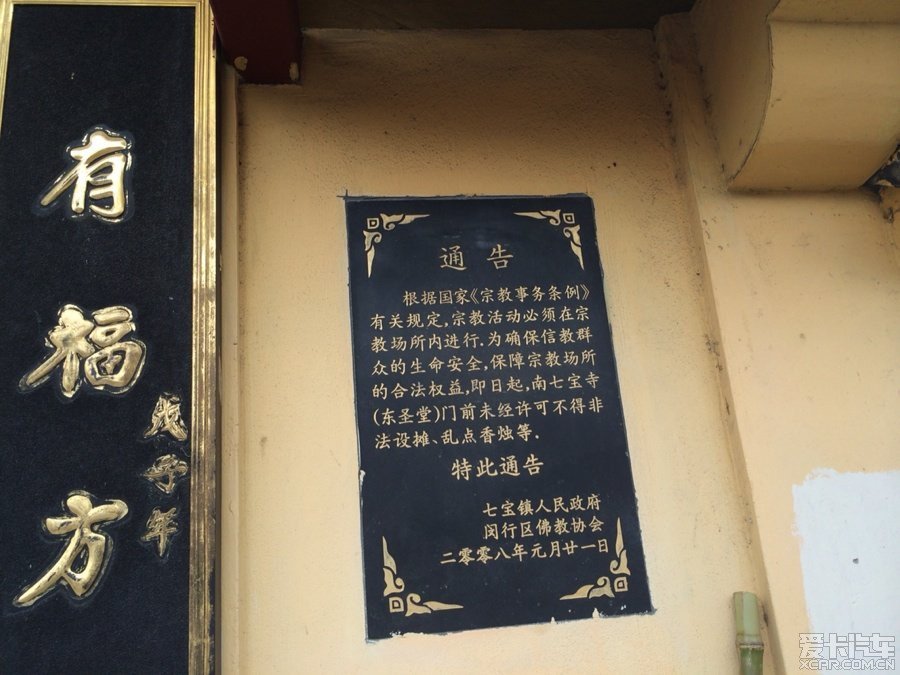 有福方
戊子年
通告
根据国家《宗教事务条例》
有关规定,宗教活动必须在宗
教场所内进行.为确保信教群
众的生命安全,保障宗教场所
的合法权益,即日起,南七宝寺
(东圣堂)门前未经许可不得非
法设摊、乱点香烛等.
特此通告
七宝镇人民政府
闵行区佛教协会
二零零八年元月廿一日
爱卡汽车
XCAR.COM.CN